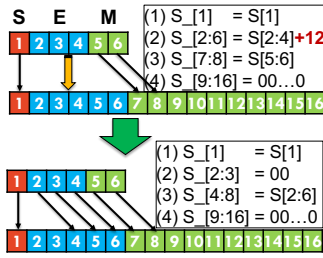 S E M
1 2 3 4 5 6
(1) S_[1] = S[1]
(2) S_[2:6] = S[2:4]+12
(3) S_[7:8] = S[5:6]
(4) S_[9:16] = 00...0
1 2 3 4 5 6 7 8 9 10 11 12 13 14 15 16
1 2 3 4 5 6
(1) S_[1] = S[1]
(2) S_[2:3] = 00
(3) S_[4:8] = S[2:6]
(4) S_[9:16] = 00...0
1 2 3 4 5 6 7 8 9 10 11 12 13 14 15 16